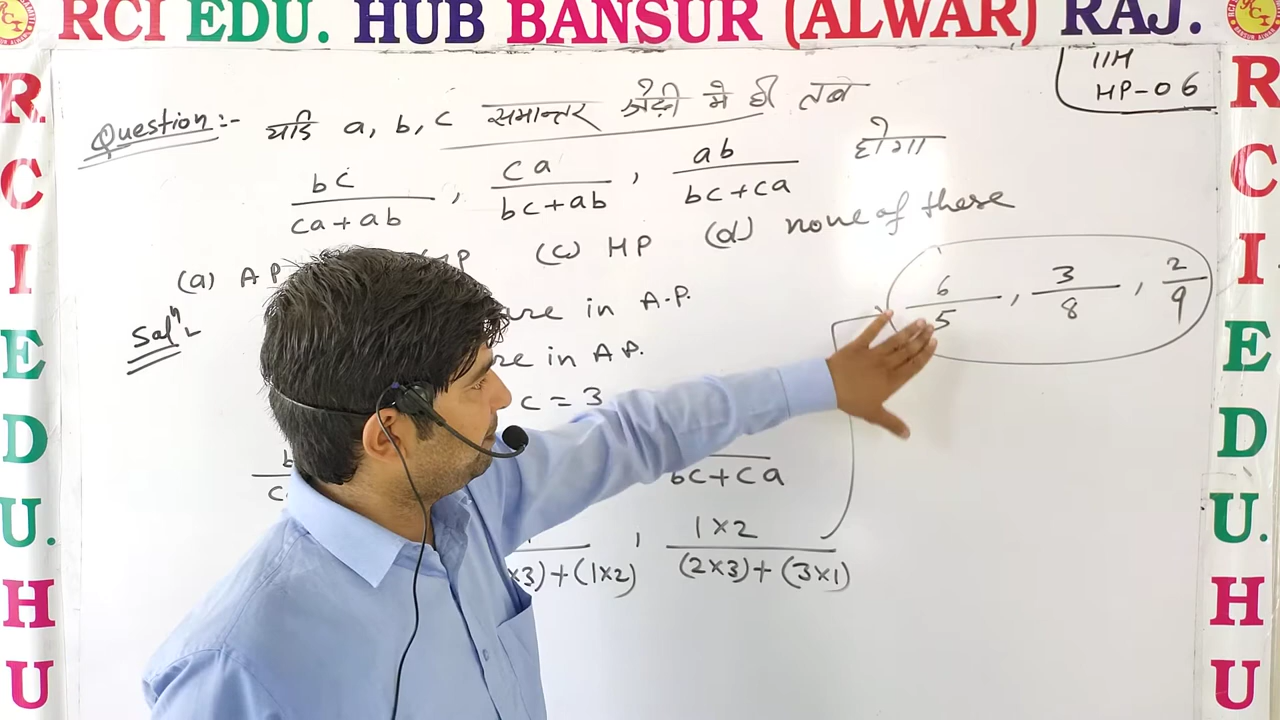 RCI EDU. HUB BANSUR (ALWAR) RAJ.
11H
HP-06
Question:- यदि a, b, c समान्तर श्रेढ़ी मे हो तब
bc/ca+ab , ca/bc+ab , ab/bc+ca होगा
(a) AP (c) HP (d) none of these
Solⁿ are in A.P.
are in A.P.
c = 3
6/5 , 3/8 , 2/9
bc+ca
×3)+(1×2) , 1×2/(2×3)+(3×1)
R.
C
I
E
D
U.
H
U
R
C
I
E
D
U.
H
U